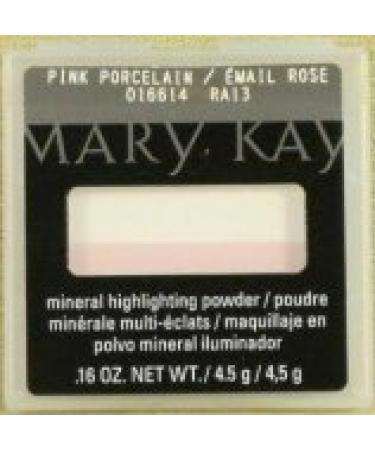 PINK PORCELAIN / ÉMAIL ROSE
016614 RA13
MARY KAY
mineral highlighting powder / poudre
minérale multi-éclats / maquillaje en
polvo mineral iluminador
.16 OZ. NET WT. / 4.5 g / 4,5 g